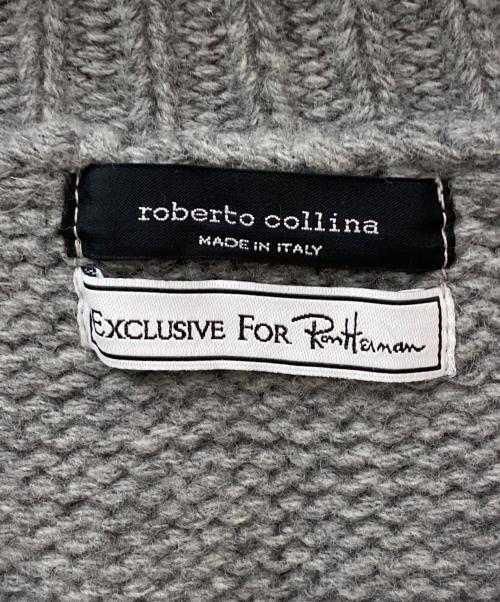 roberto collina
MADE IN ITALY
EXCLUSIVE FOR Ron Herman